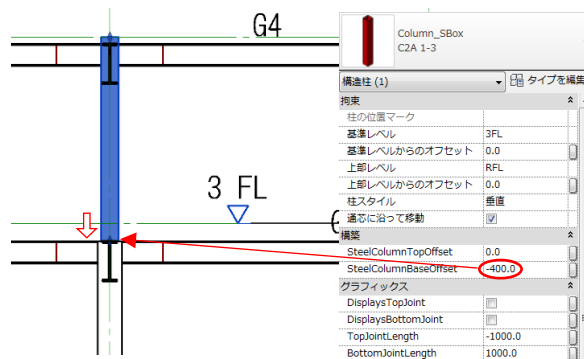 G4
3 FL
Column_SBox
C2A 1-3
構造柱 (1)
タイプを編集
拘束
柱の位置マーク
基準レベル 3FL
基準レベルからのオフセット 0.0
上部レベル RFL
上部レベルからのオフセット 0.0
柱スタイル 垂直
通芯に沿って移動
構築
SteelColumnTopOffset 0.0
SteelColumnBaseOffset -400.0
グラフィックス
DisplaysTopJoint
DisplaysBottomJoint
TopJointLength -1000.0
BottomJointLength 1000.0